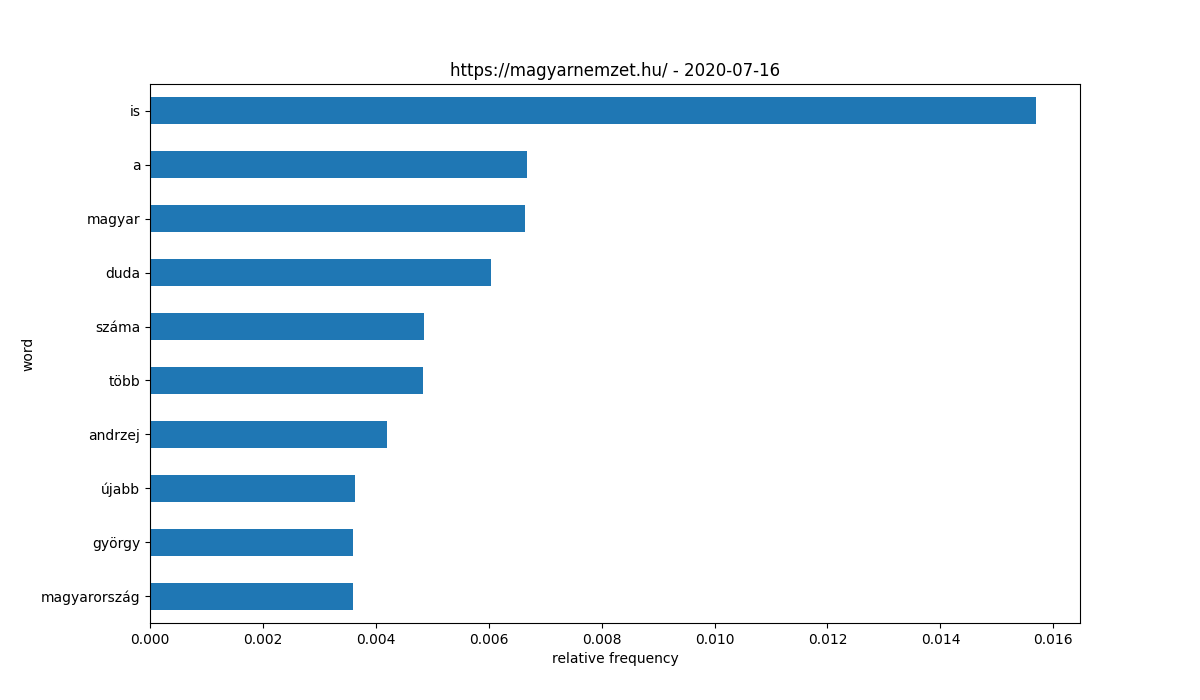 https://magyarnemzet.hu/ - 2020-07-16
is
a
magyar
duda
száma
több
andrzej
újabb
györgy
magyarország
word
0.000 0.002 0.004 0.006 0.008 0.010 0.012 0.014 0.016
relative frequency